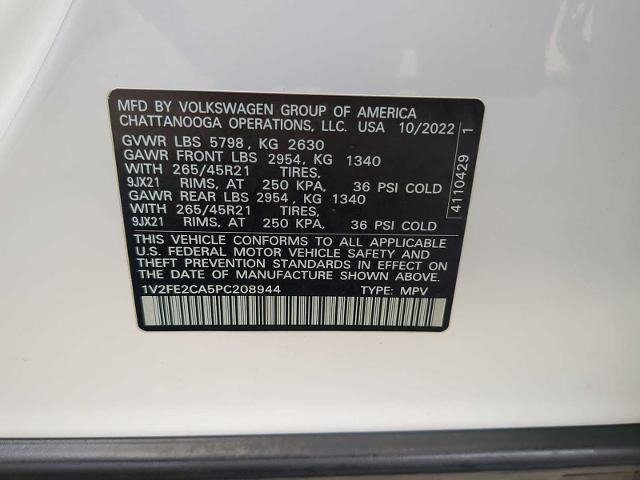 MFD BY VOLKSWAGEN GROUP OF AMERICA
CHATTANOOGA OPERATIONS, LLC. USA 10/2022
GVWR LBS 5798, KG 2630
GAWR FRONT LBS 2954, KG 1340
WITH 265/45R21 TIRES,
9JX21 RIMS, AT 250 KPA, 36 PSI COLD
GAWR REAR LBS 2954, KG 1340
WITH 265/45R21 TIRES,
9JX21 RIMS, AT 250 KPA, 36 PSI COLD
THIS VEHICLE CONFORMS TO ALL APPLICABLE
U.S. FEDERAL MOTOR VEHICLE SAFETY AND
THEFT PREVENTION STANDARDS IN EFFECT ON
THE DATE OF MANUFACTURE SHOWN ABOVE.
1V2FE2CA5PC208944 TYPE: MPV
4110429 1